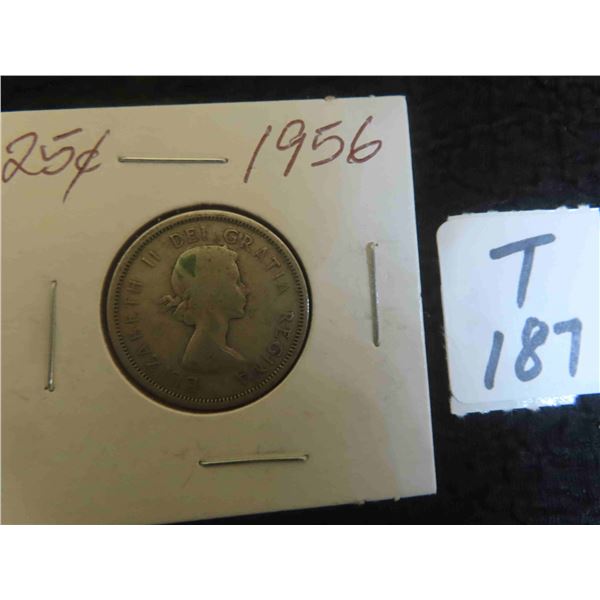 25¢ 1956
ELIZABETH II DEI GRATIA REGINA
T
187